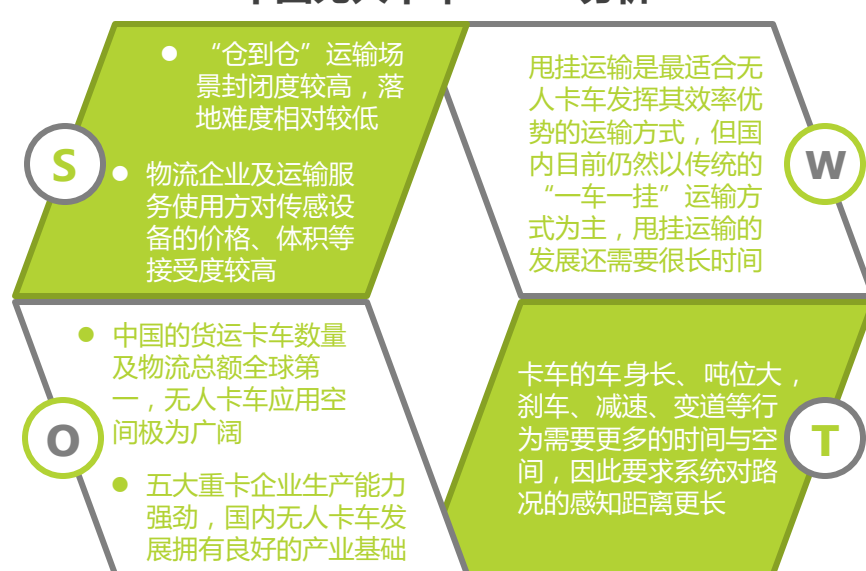 “仓到仓”运输场
景封闭度较高，落
地难度相对较低
物流企业及运输服
务使用方对传感设
备的价格、体积等
接受度较高
S
甩挂运输是最适合无
人卡车发挥其效率优
势的运输方式，但国
内目前仍然以传统的
“一车一挂”运输方
式为主，甩挂运输的
发展还需要很长时间
W
中国的货运卡车数量
及物流总额全球第
一，无人卡车应用空
间极为广阔
五大重卡企业生产能力
强劲，国内无人卡车发
展拥有良好的产业基础
O
卡车的车身长、吨位大，
刹车、减速、变道等行
为需要更多的时间与空
间，因此要求系统对路
况的感知距离更长
T